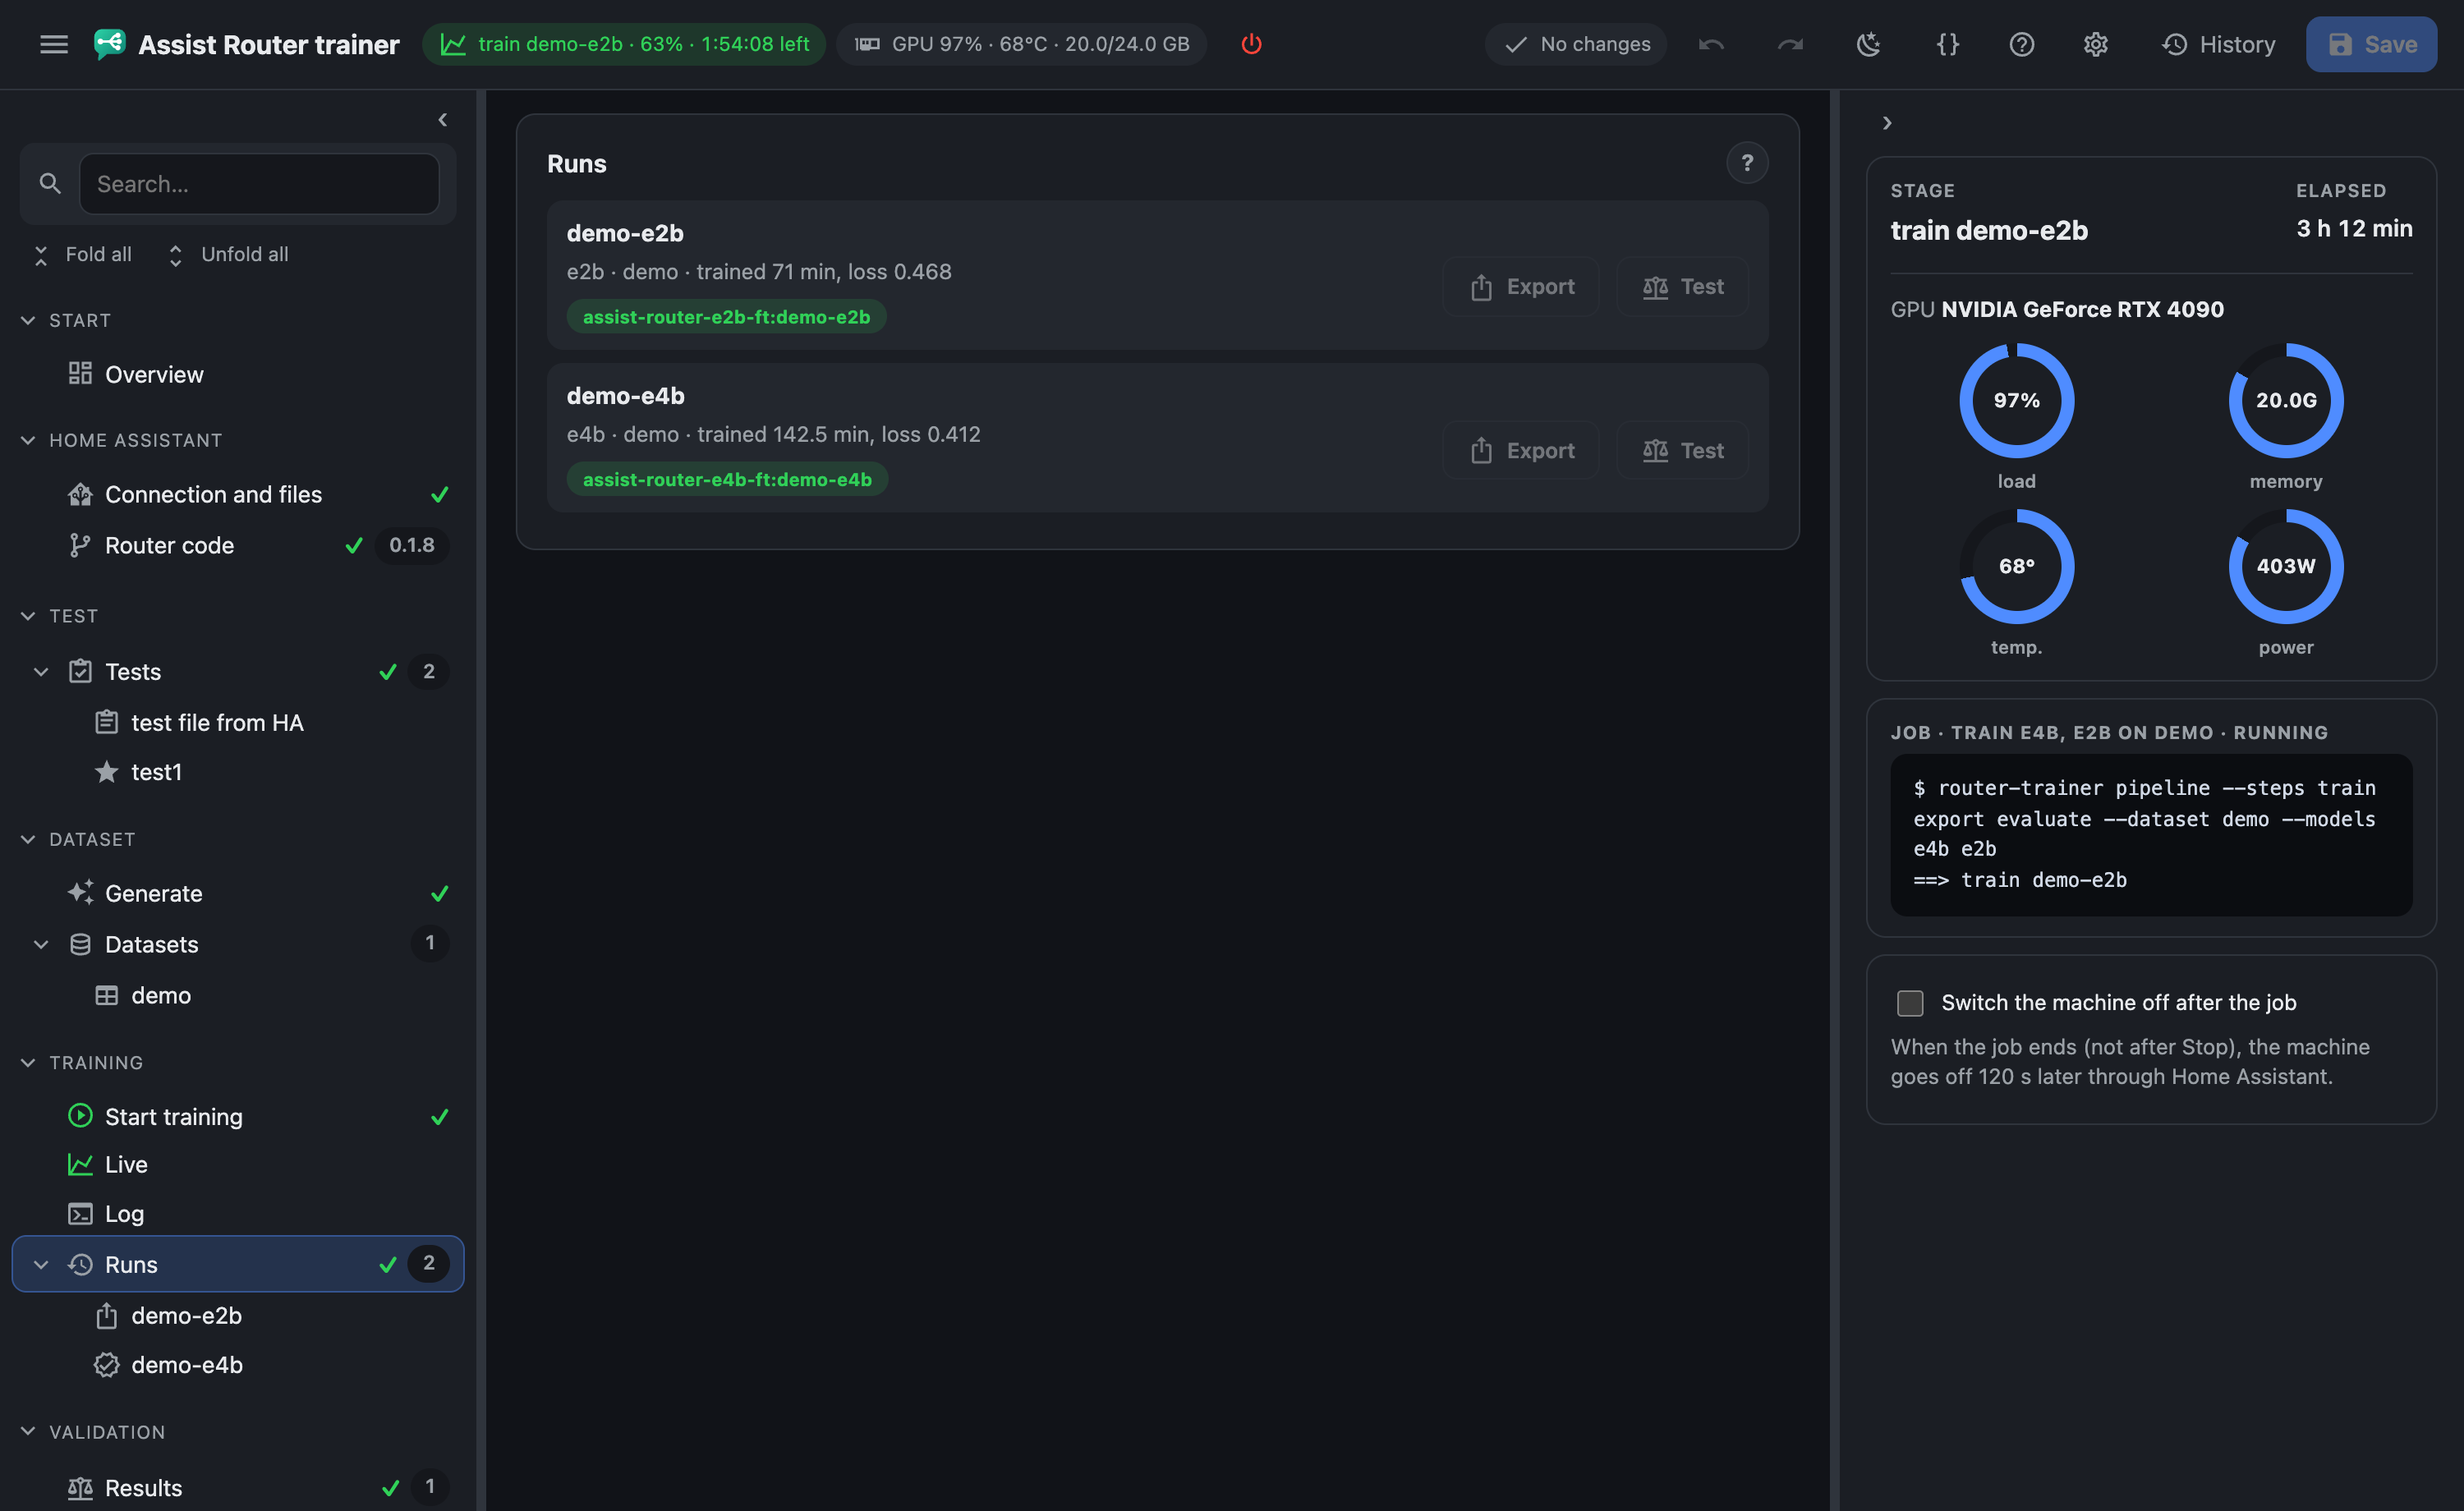 Assist Router trainer
train demo-e2b · 63% · 1:54:08 left
GPU 97% · 68°C · 20.0/24.0 GB
No changes
{}
History
Save
Search...
Fold all
Unfold all
START
Overview
HOME ASSISTANT
Connection and files
Router code
0.1.8
TEST
Tests
2
test file from HA
test1
DATASET
Generate
Datasets
1
demo
TRAINING
Start training
Live
Log
Runs
2
demo-e2b
demo-e4b
VALIDATION
Results
1
Runs
?
demo-e2b
e2b · demo · trained 71 min, loss 0.468
assist-router-e2b-ft:demo-e2b
Export
Test
demo-e4b
e4b · demo · trained 142.5 min, loss 0.412
assist-router-e4b-ft:demo-e4b
Export
Test
STAGE
ELAPSED
train demo-e2b
3 h 12 min
GPU NVIDIA GeForce RTX 4090
97%
load
20.0G
memory
68°
temp.
403W
power
JOB · TRAIN E4B, E2B ON DEMO · RUNNING
$ router-trainer pipeline --steps train
export evaluate --dataset demo --models
e4b e2b
==> train demo-e2b
Switch the machine off after the job
When the job ends (not after Stop), the machine
goes off 120 s later through Home Assistant.